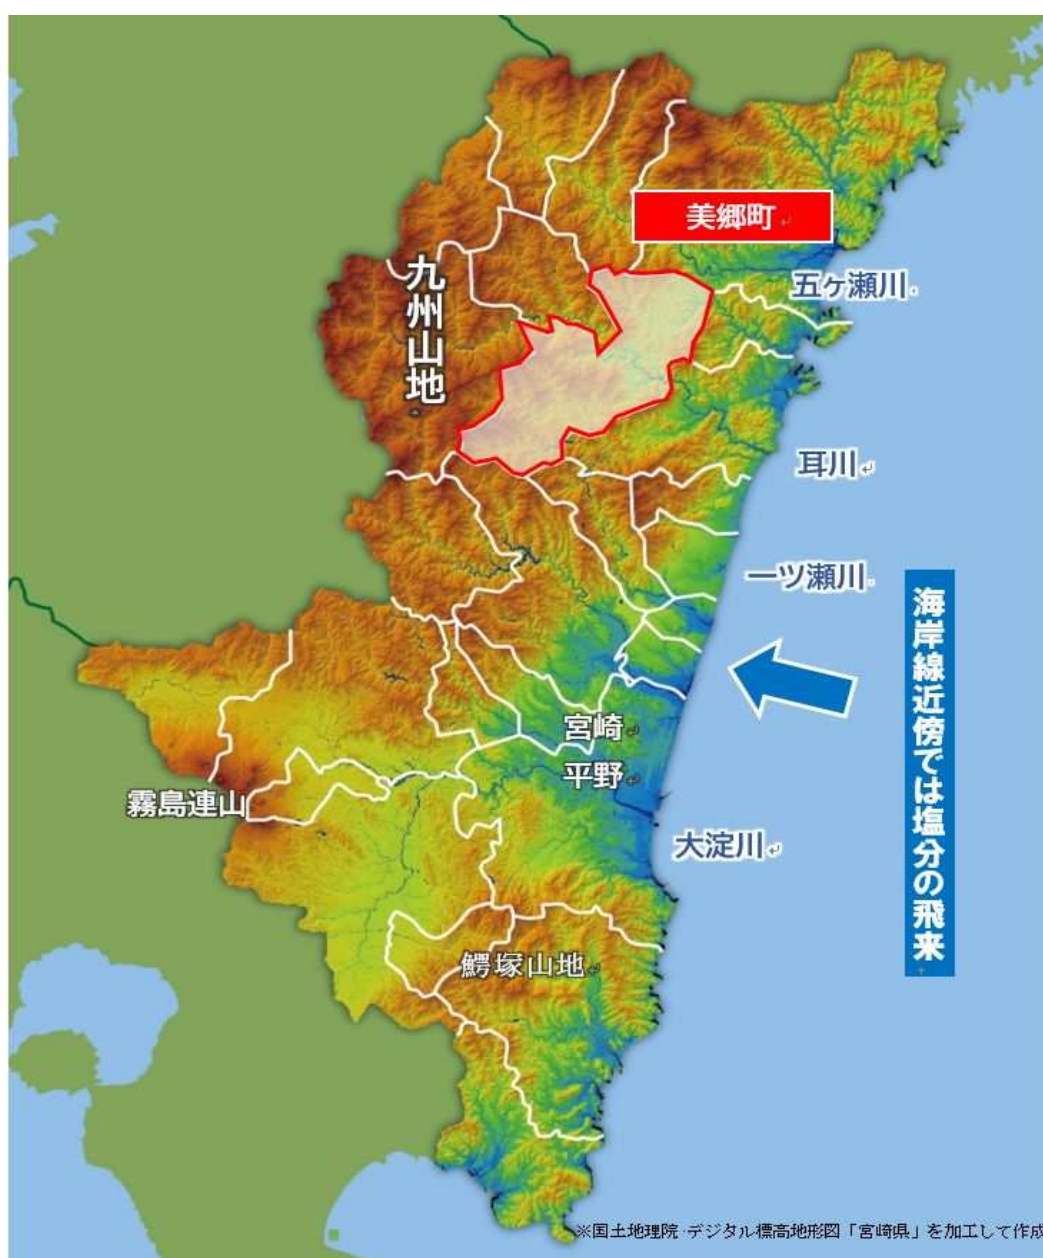 美郷町
五ヶ瀬川
九州山地
耳川
一ツ瀬川
海岸線近傍では塩分の飛来
宮崎
平野
霧島連山
大淀川
鰐塚山地
※国土地理院・デジタル標高地形図「宮崎県」を加工して作成